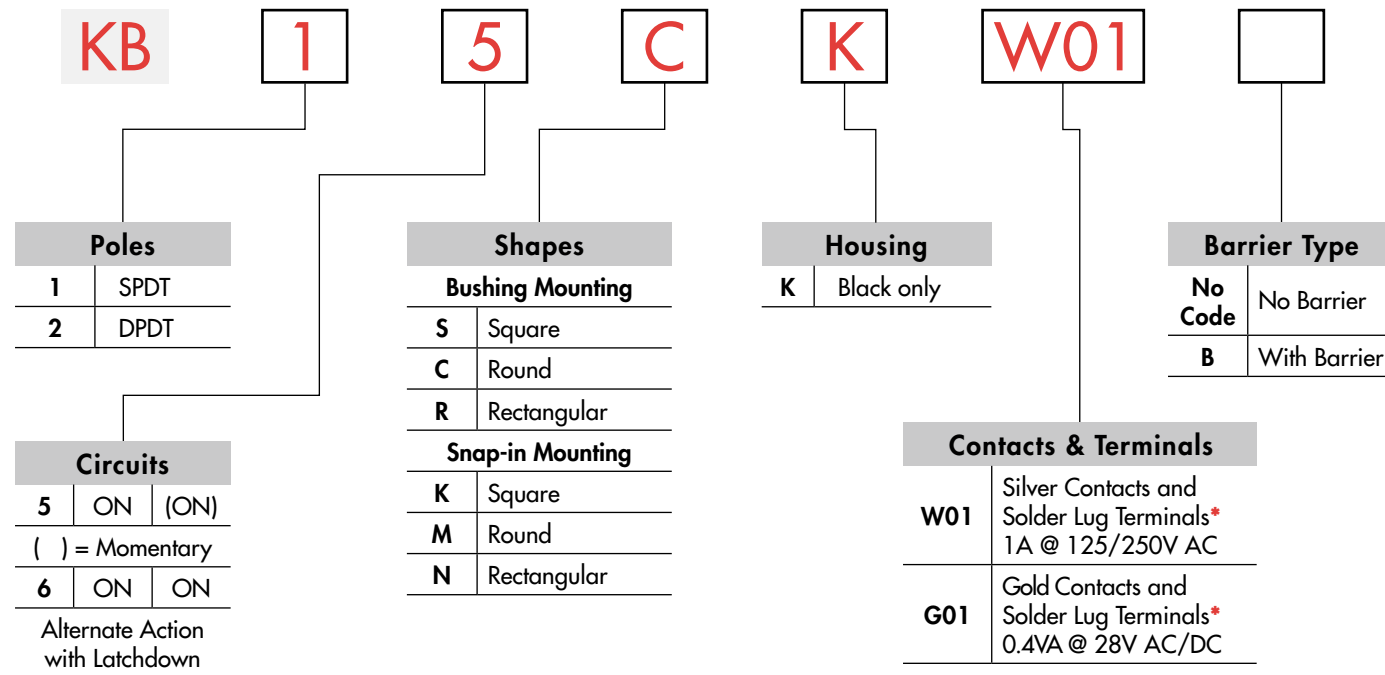 KB 1 5 C K W01
Poles
1 SPDT
2 DPDT
Circuits
5 ON (ON)
( ) = Momentary
6 ON ON
Alternate Action
with Latchdown
Shapes
Bushing Mounting
S Square
C Round
R Rectangular
Snap-in Mounting
K Square
M Round
N Rectangular
Housing
K Black only
Contacts & Terminals
W01 Silver Contacts and
Solder Lug Terminals*
1A @ 125/250V AC
G01 Gold Contacts and
Solder Lug Terminals*
0.4VA @ 28V AC/DC
Barrier Type
No
Code No Barrier
B With Barrier